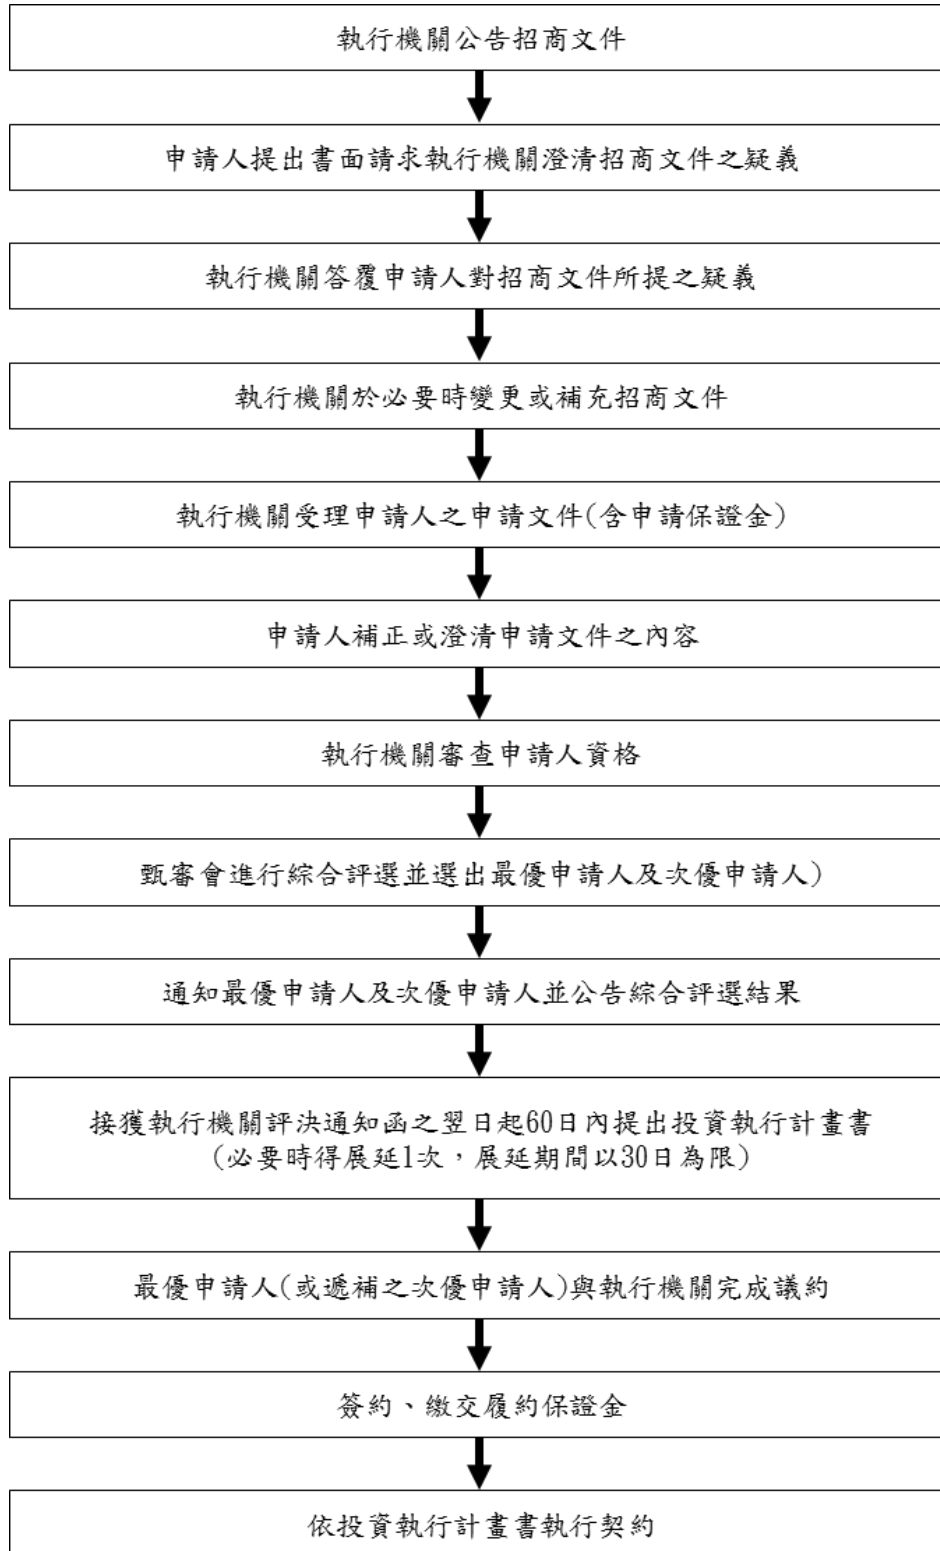 執行機關公告招商文件
申請人提出書面請求執行機關澄清招商文件之疑義
執行機關答覆申請人對招商文件所提之疑義
執行機關於必要時變更或補充招商文件
執行機關受理申請人之申請文件(含申請保證金)
申請人補正或澄清申請文件之內容
執行機關審查申請人資格
甄審會進行綜合評選並選出最優申請人及次優申請人)
通知最優申請人及次優申請人並公告綜合評選結果
接獲執行機關評決通知函之翌日起60日內提出投資執行計畫書
(必要時得展延1次，展延期間以30日為限)
最優申請人(或遞補之次優申請人)與執行機關完成議約
簽約、繳交履約保證金
依投資執行計畫書執行契約